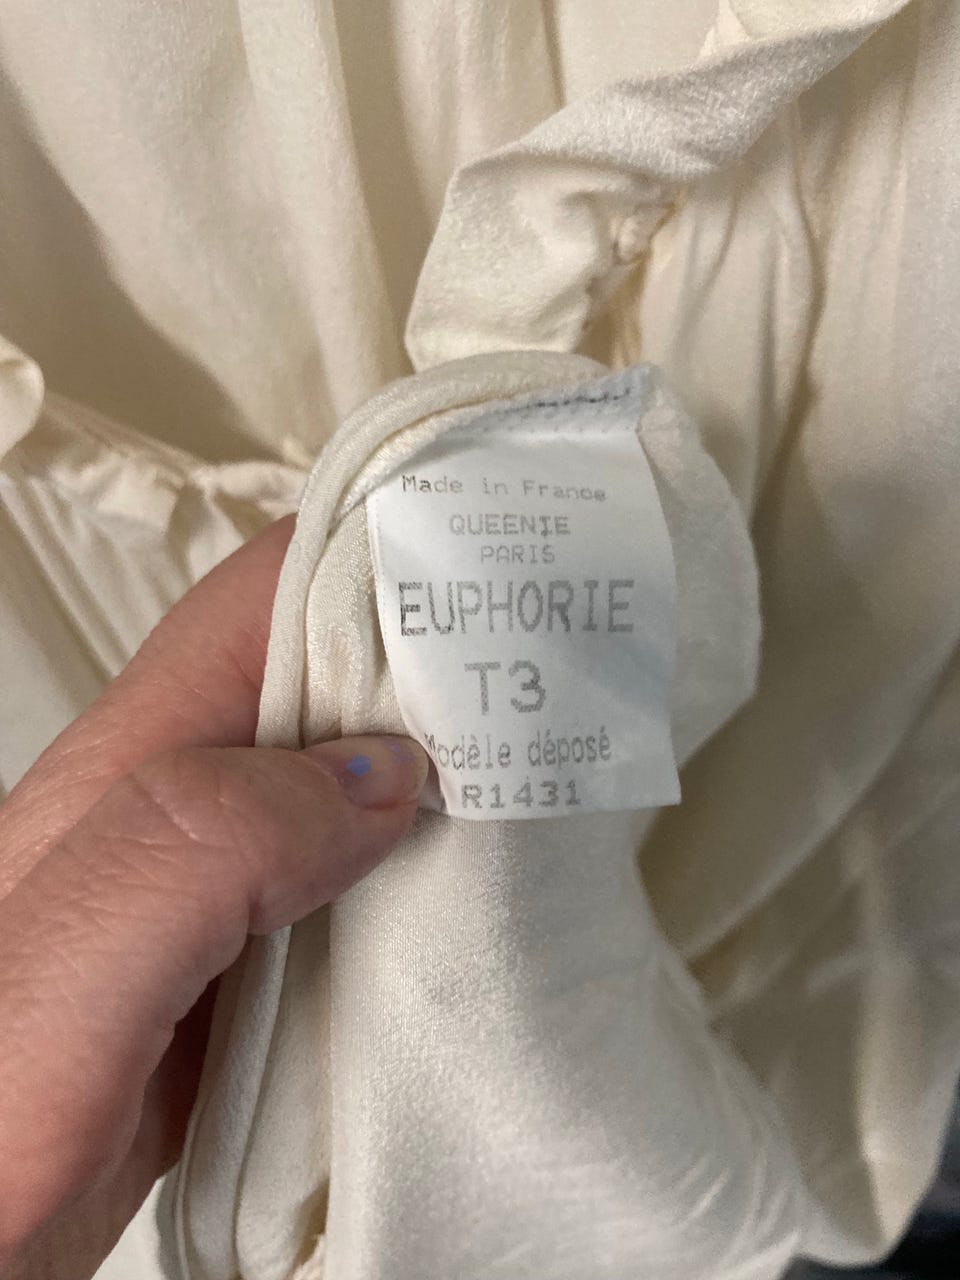 Made in France
QUEENIE
PARIS
EUPHORIE
T3
Modèle déposé
R1431